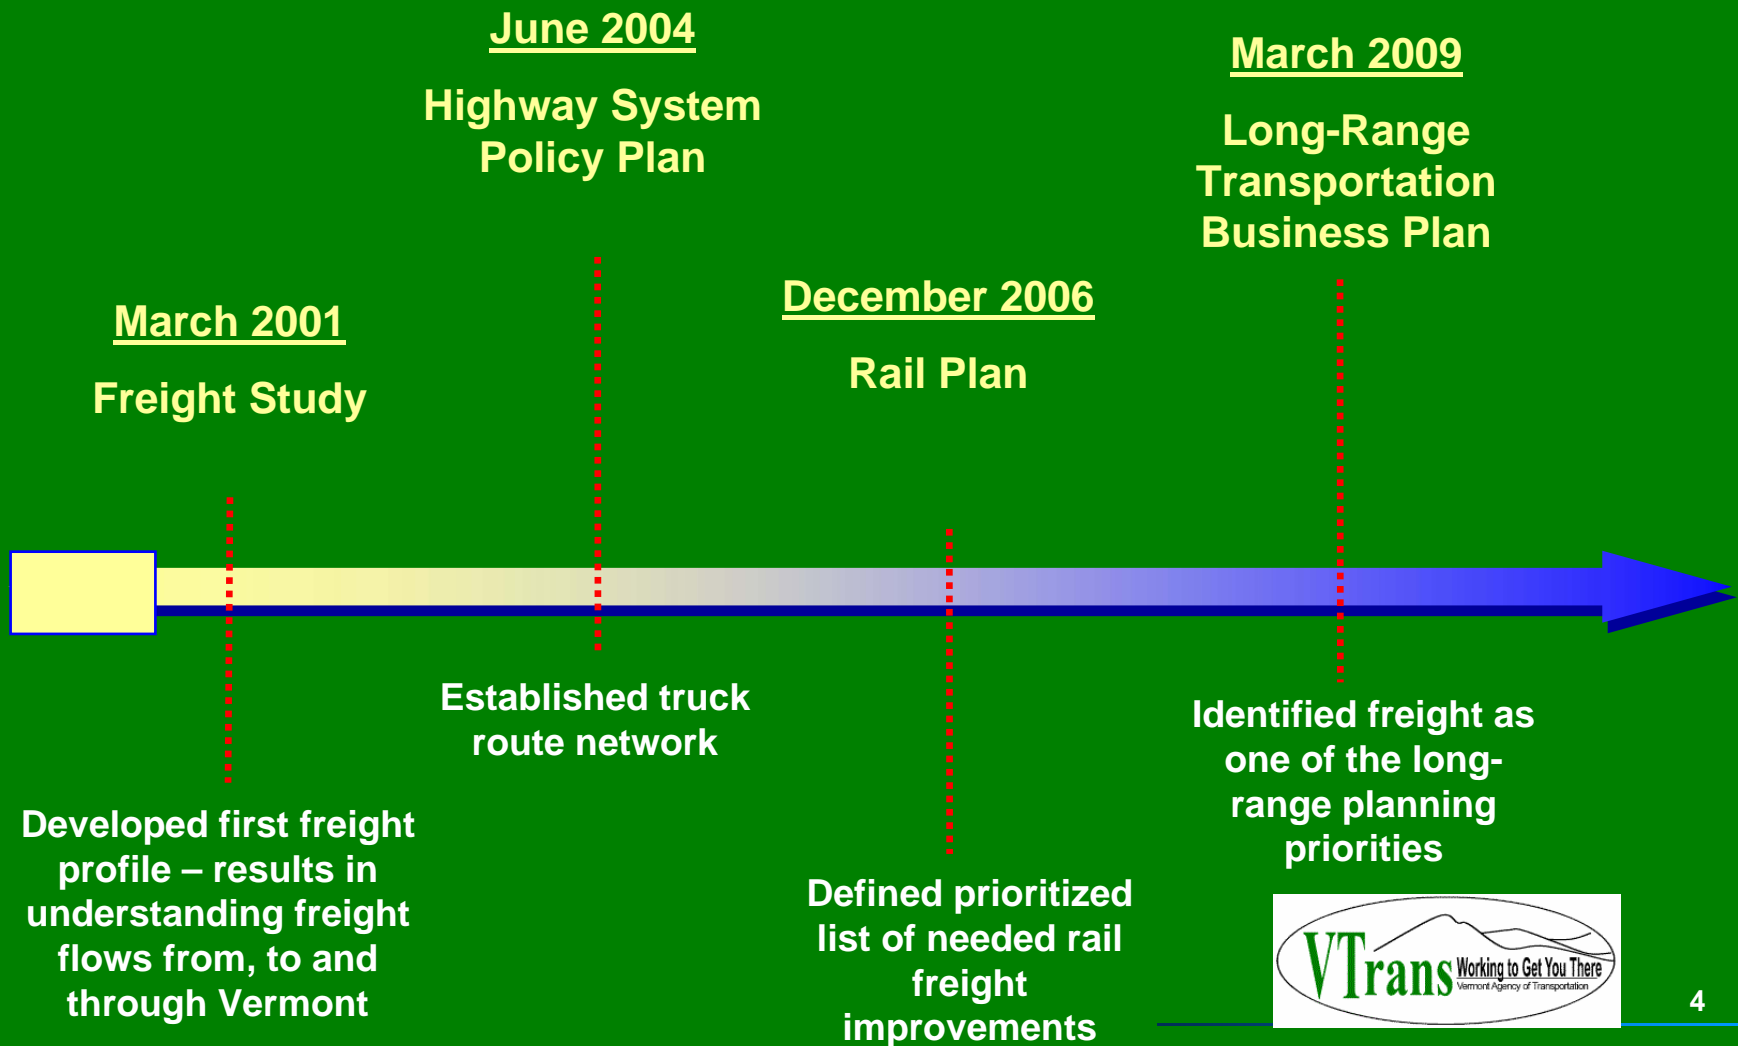 March 2001
Freight Study
Developed first freight
profile – results in
understanding freight
flows from, to and
through Vermont
June 2004
Highway System
Policy Plan
Established truck
route network
December 2006
Rail Plan
Defined prioritized
list of needed rail
freight
improvements
March 2009
Long-Range
Transportation
Business Plan
Identified freight as
one of the long-
range planning
priorities
VTrans Working to Get You There
Vermont Agency of Transportation
4